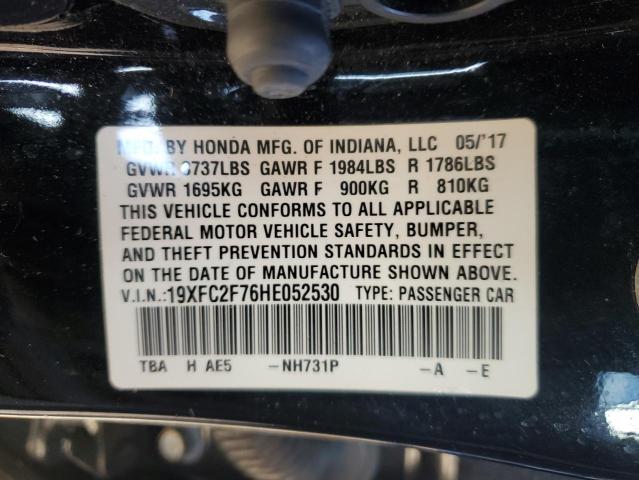 MFD. BY HONDA MFG. OF INDIANA, LLC 05/'17
GVWR 3737LBS GAWR F 1984LBS R 1786LBS
GVWR 1695KG GAWR F 900KG R 810KG
THIS VEHICLE CONFORMS TO ALL APPLICABLE
FEDERAL MOTOR VEHICLE SAFETY, BUMPER,
AND THEFT PREVENTION STANDARDS IN EFFECT
ON THE DATE OF MANUFACTURE SHOWN ABOVE.
V.I.N.:19XFC2F76HE052530 TYPE: PASSENGER CAR
TBA H AE5 -NH731P -A -E